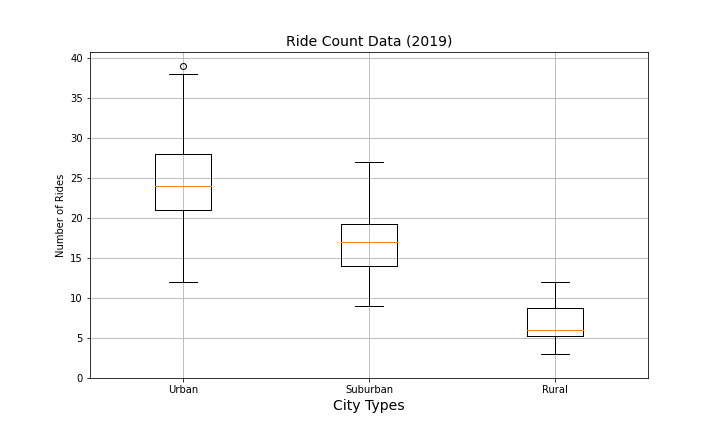 Ride Count Data (2019)
Number of Rides
40
35
30
25
20
15
10
5
0
Urban
Suburban
Rural
City Types